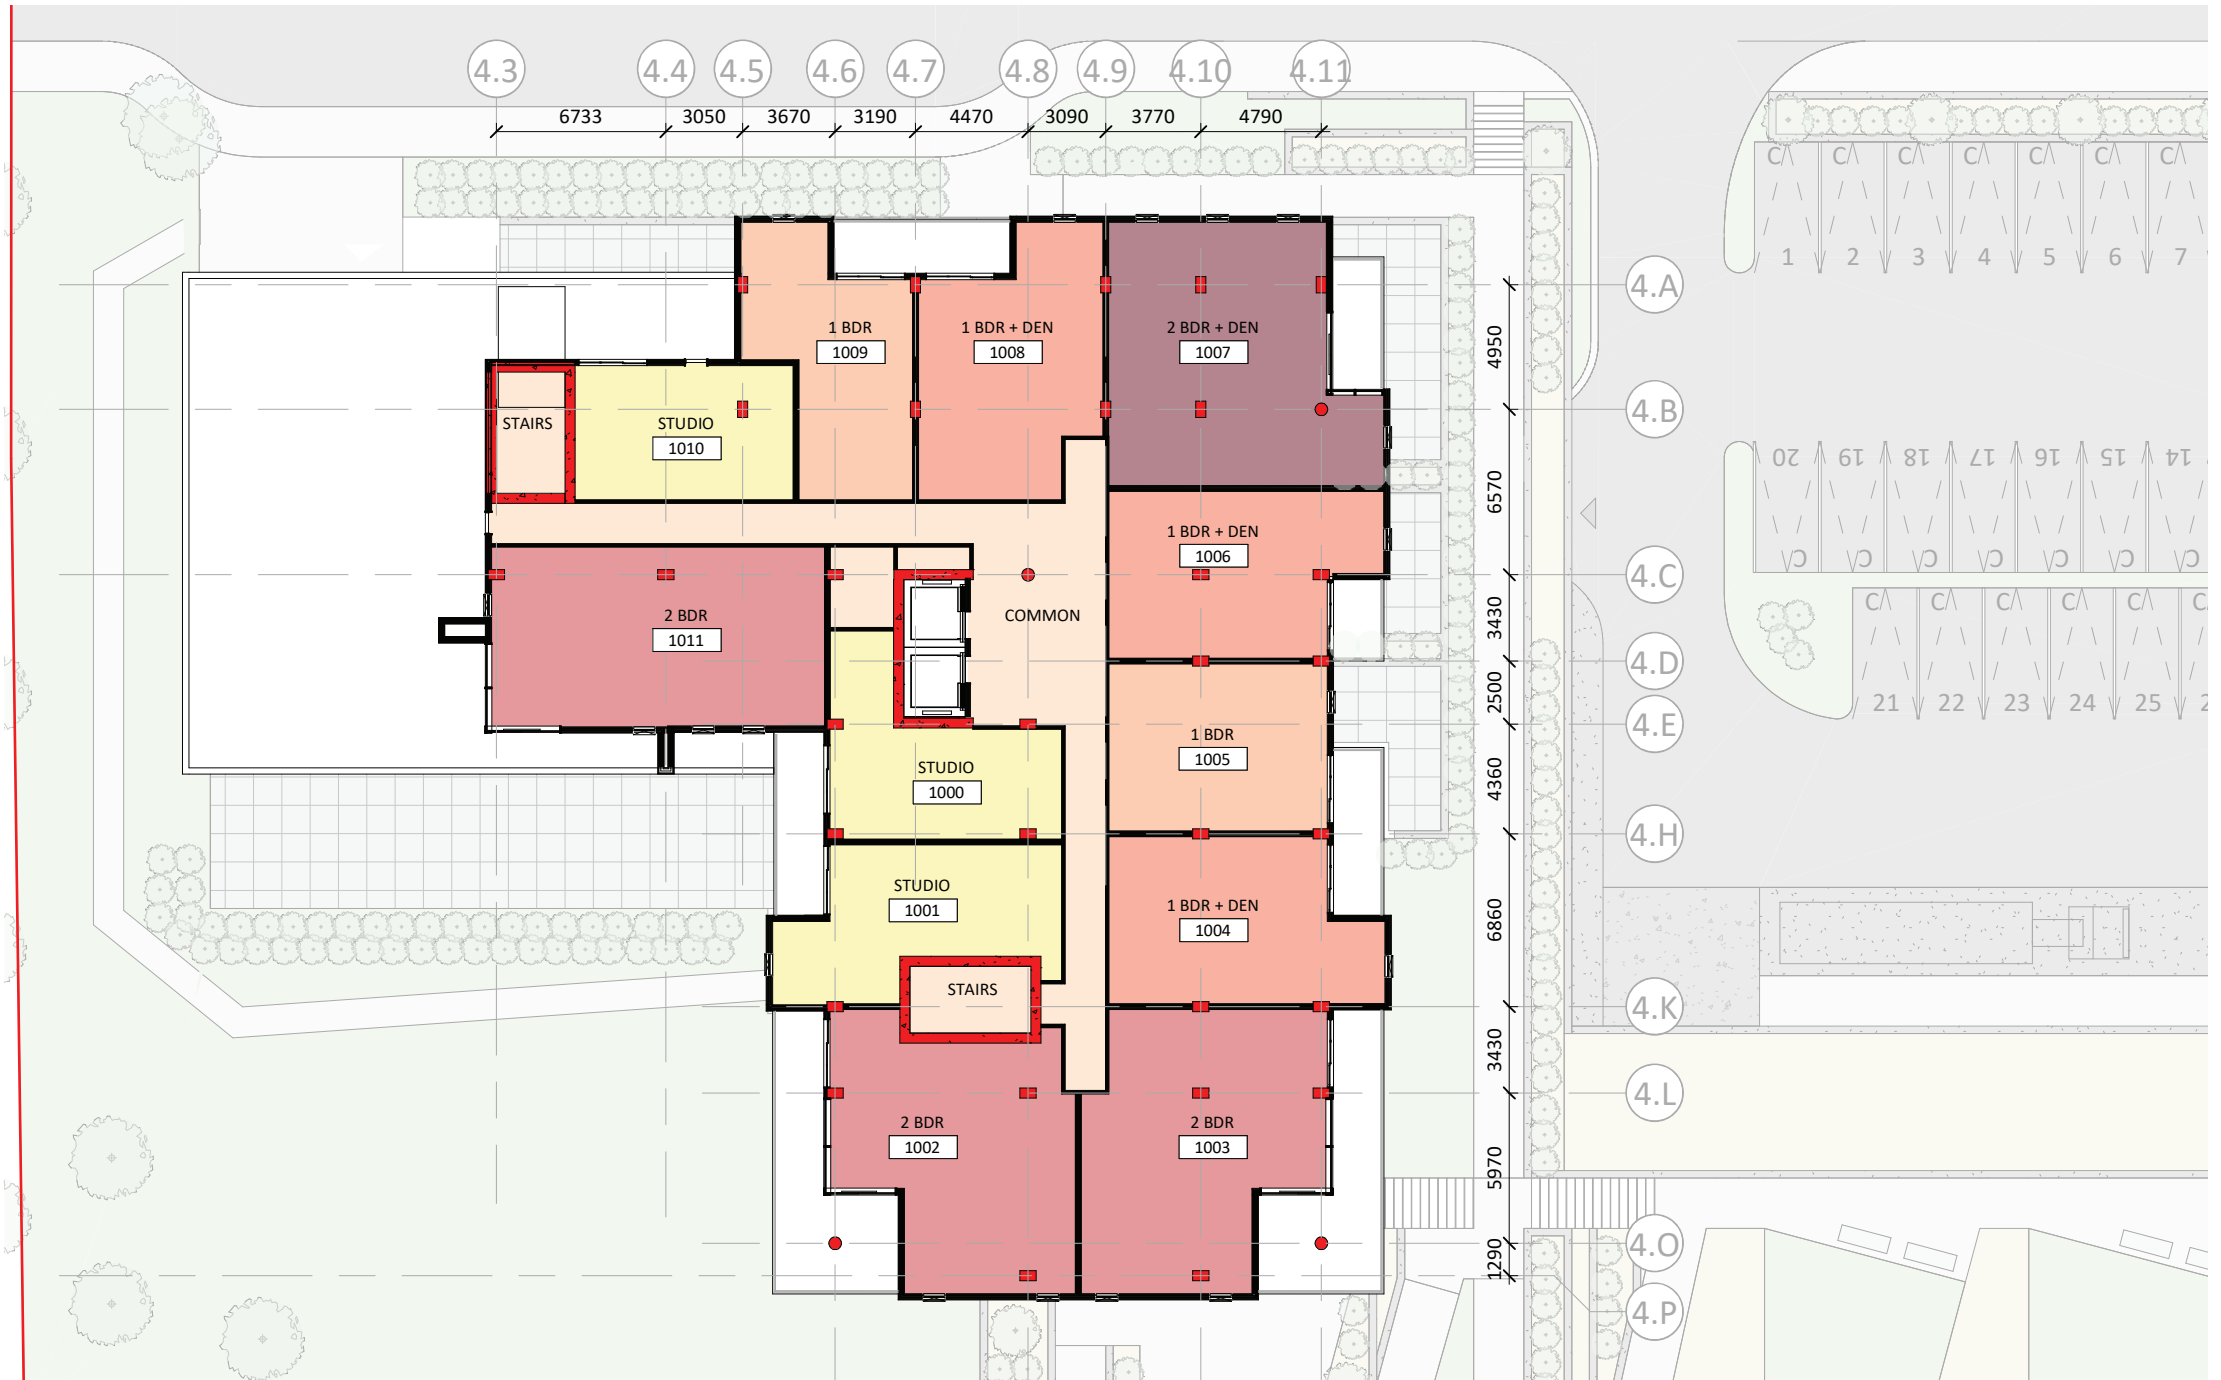 4.3 4.4 4.5 4.6 4.7 4.8 4.9 4.10 4.11
6733 3050 3670 3190 4470 3090 3770 4790
C C C C C C C
1 2 3 4 5 6 7
4.A
4950
4.B
6570
4.C
3430
4.D
2500
4.E
4360
4.H
6860
4.K
3430
4.L
5970
4.O
1290
4.P
1 BDR
1009
1 BDR + DEN
1008
2 BDR + DEN
1007
STAIRS
STUDIO
1010
20 19 18 17 16 15 14
C C C C C C C
1 BDR + DEN
1006
2 BDR
1011
COMMON
C C C C C C
21 22 23 24 25 2
1 BDR
1005
STUDIO
1000
STUDIO
1001
1 BDR + DEN
1004
STAIRS
2 BDR
1002
2 BDR
1003